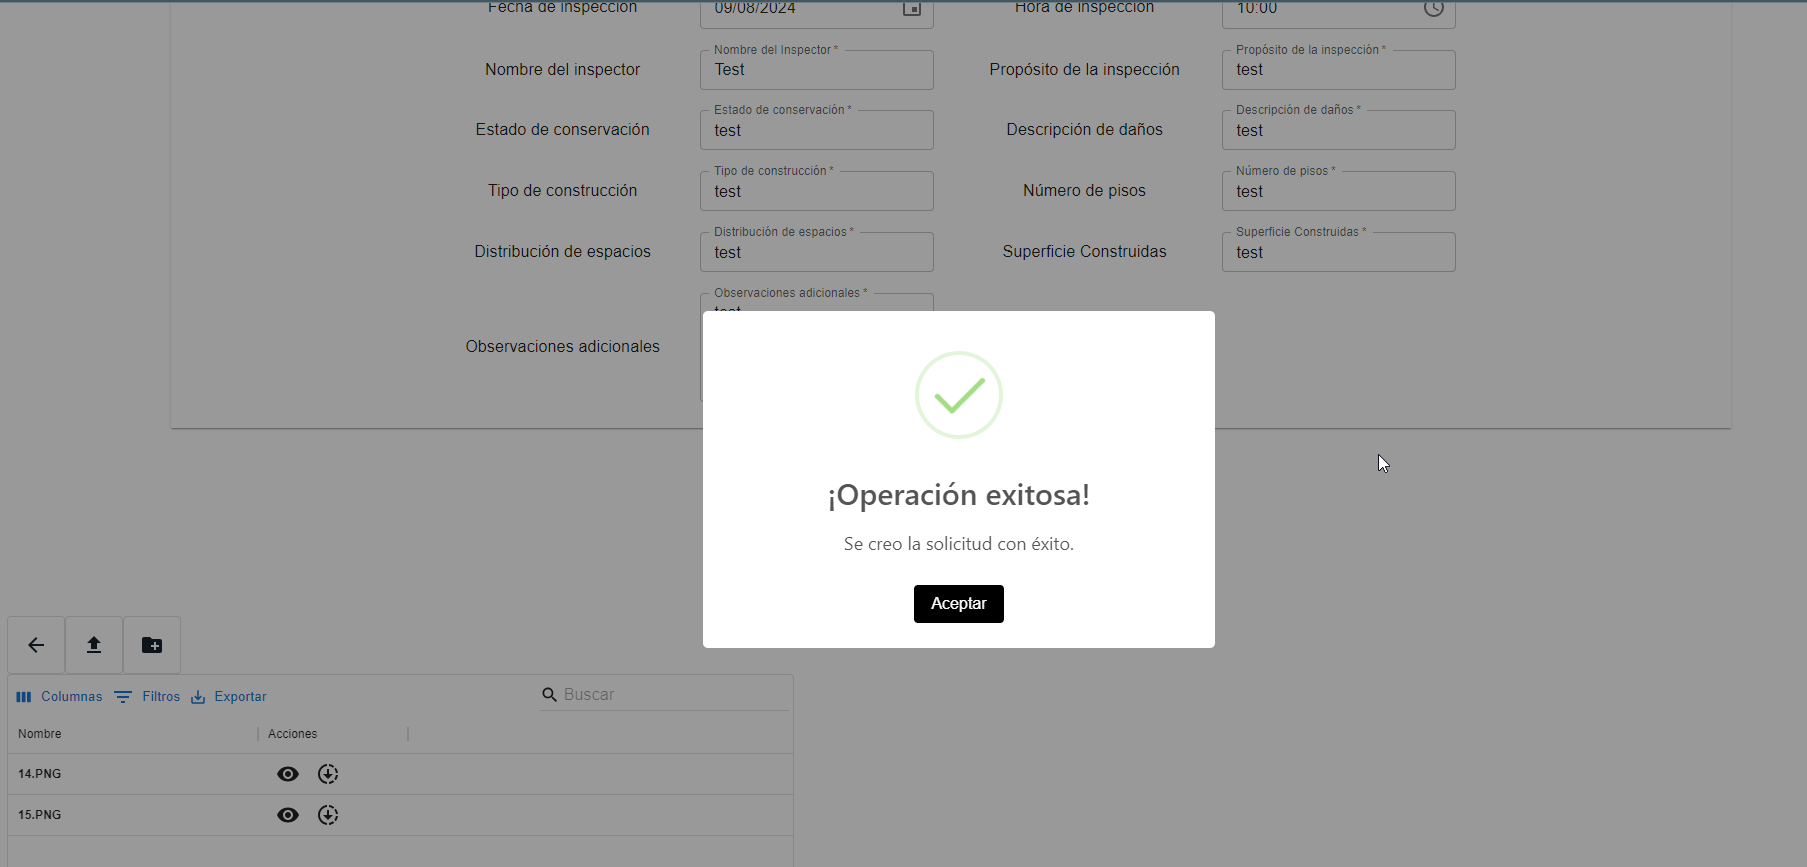 Fecha de inspección
09/08/2024
Hora de inspección
10:00
Nombre del inspector
Nombre del Inspector *
Test
Propósito de la inspección
Propósito de la inspección *
test
Estado de conservación
Estado de conservación *
test
Descripción de daños
Descripción de daños *
test
Tipo de construcción
Tipo de construcción *
test
Número de pisos
Número de pisos *
test
Distribución de espacios
Distribución de espacios *
test
Superficie Construidas
Superficie Construidas *
test
Observaciones adicionales
Observaciones adicionales *
test
¡Operación exitosa!
Se creo la solicitud con éxito.
Aceptar
Columnas
Filtros
Exportar
Buscar
Nombre
Acciones
14.PNG
15.PNG